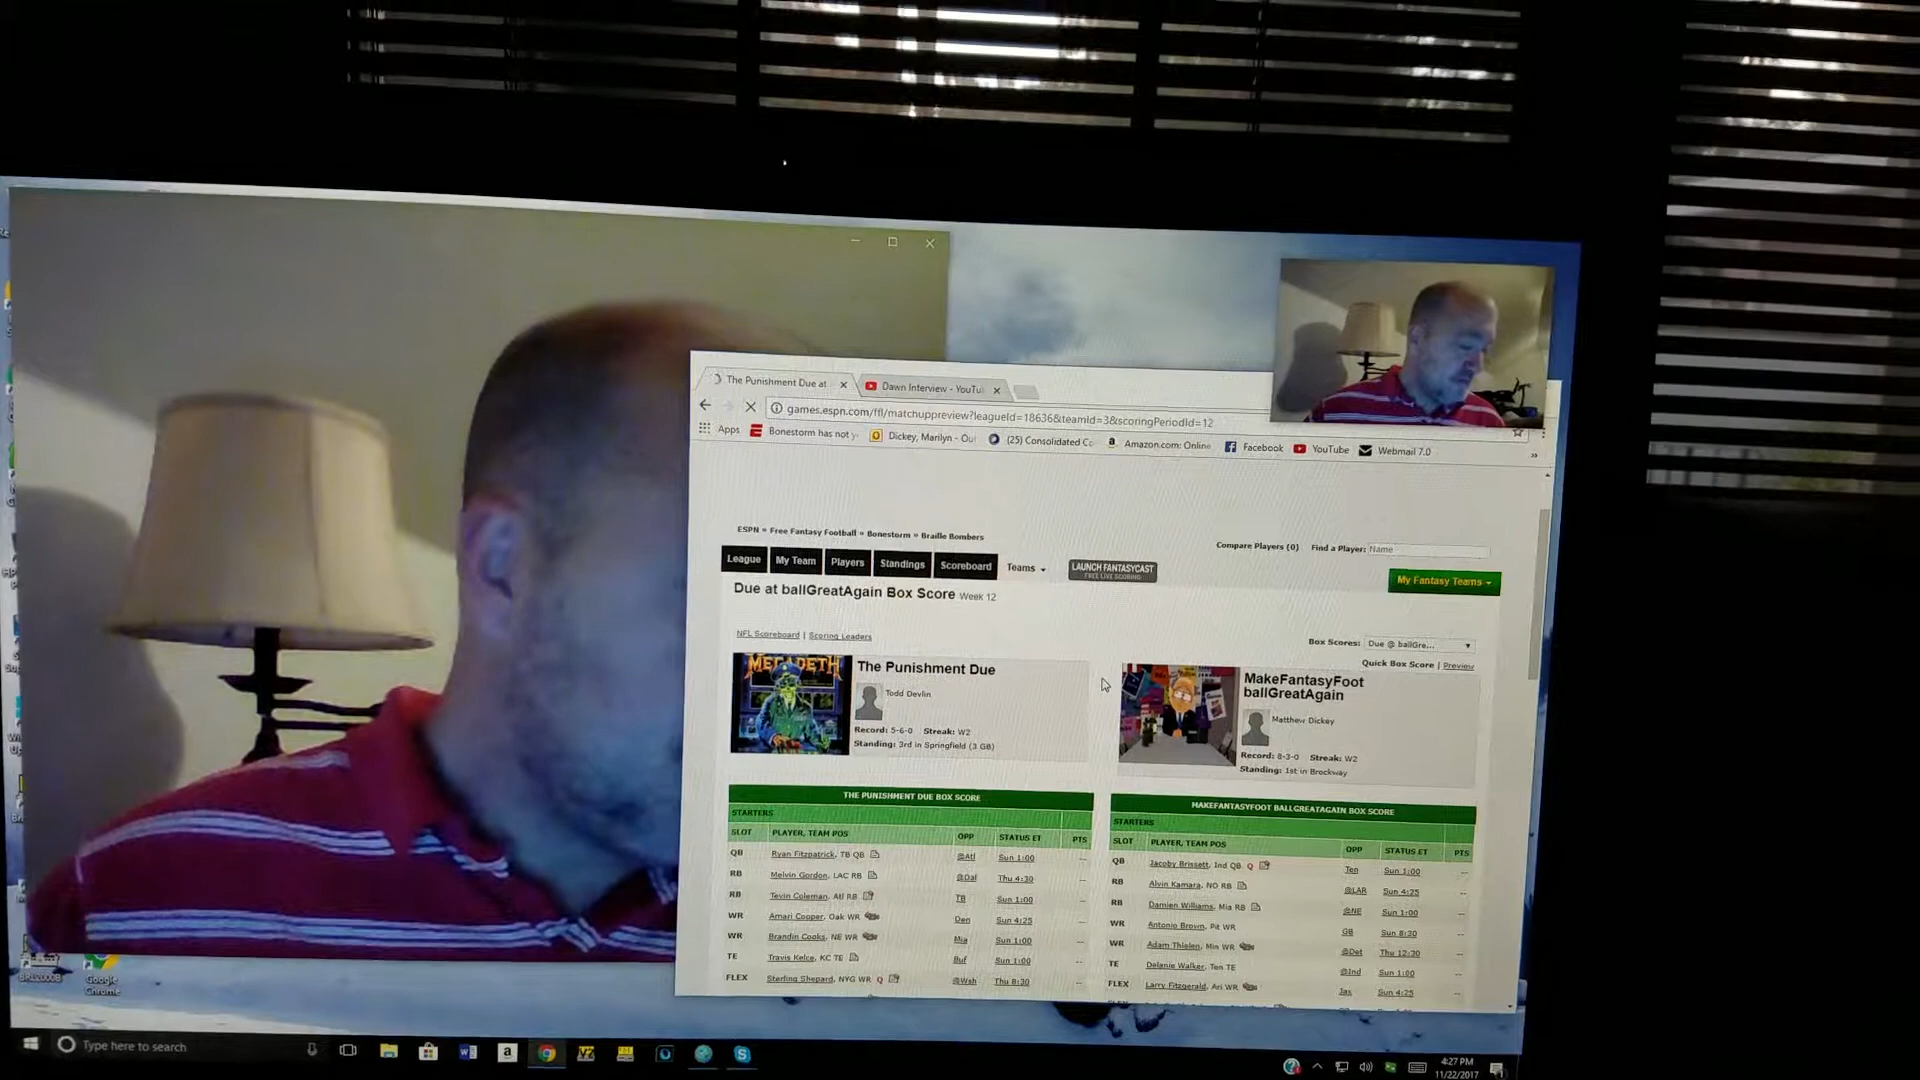 The Punishment Due at
Dawn Interview - YouTu
games.espn.com/ffl/matchuppreview?leagueId=18636&teamId=3&scoringPeriodId=12
Apps
Bonestorm has not y
Dickey, Marilyn - Ou
(25) Consolidated Co
Amazon.com: Online
Facebook
YouTube
Webmail 7.0
ESPN » Free Fantasy Football » Bonestorm » Braille Bombers
Compare Players (0) Find a Player: Name
League My Team Players Standings Scoreboard Teams
LAUNCH FANTASYCAST
FREE LIVE SCORING
My Fantasy Teams
Due at ballGreatAgain Box Score Week 12
NFL Scoreboard | Scoring Leaders
Box Scores: Due @ ballGre...
Quick Box Score | Preview
MEGADETH
The Punishment Due
Todd Devlin
Record: 5-6-0 Streak: W2
Standing: 3rd in Springfield (3 GB)
MakeFantasyFoot
ballGreatAgain
Matthew Dickey
Record: 8-3-0 Streak: W2
Standing: 1st in Brockway
THE PUNISHMENT DUE BOX SCORE
STARTERS
SLOT PLAYER, TEAM POS OPP STATUS ET PTS
QB Ryan Fitzpatrick, TB QB @Atl Sun 1:00 --
RB Melvin Gordon, LAC RB @Dal Thu 4:30 --
RB Tevin Coleman, Atl RB TB Sun 1:00 --
WR Amari Cooper, Oak WR Den Sun 4:25 --
WR Brandin Cooks, NE WR Mia Sun 1:00 --
TE Travis Kelce, KC TE Buf Sun 1:00 --
FLEX Sterling Shepard, NYG WR Q @Wsh Thu 8:30 --
MAKEFANTASYFOOT BALLGREATAGAIN BOX SCORE
STARTERS
SLOT PLAYER, TEAM POS OPP STATUS ET PTS
QB Jacoby Brissett, Ind QB Q Ten Sun 1:00 --
RB Alvin Kamara, NO RB @LAR Sun 4:25 --
RB Damien Williams, Mia RB @NE Sun 1:00 --
WR Antonio Brown, Pit WR GB Sun 8:30 --
WR Adam Thielen, Min WR @Det Thu 12:30 --
TE Delanie Walker, Ten TE @Ind Sun 1:00 --
FLEX Larry Fitzgerald, Ari WR Jax Sun 4:25 --
Google
Chrome
Type here to search
4:27 PM
11/22/2017